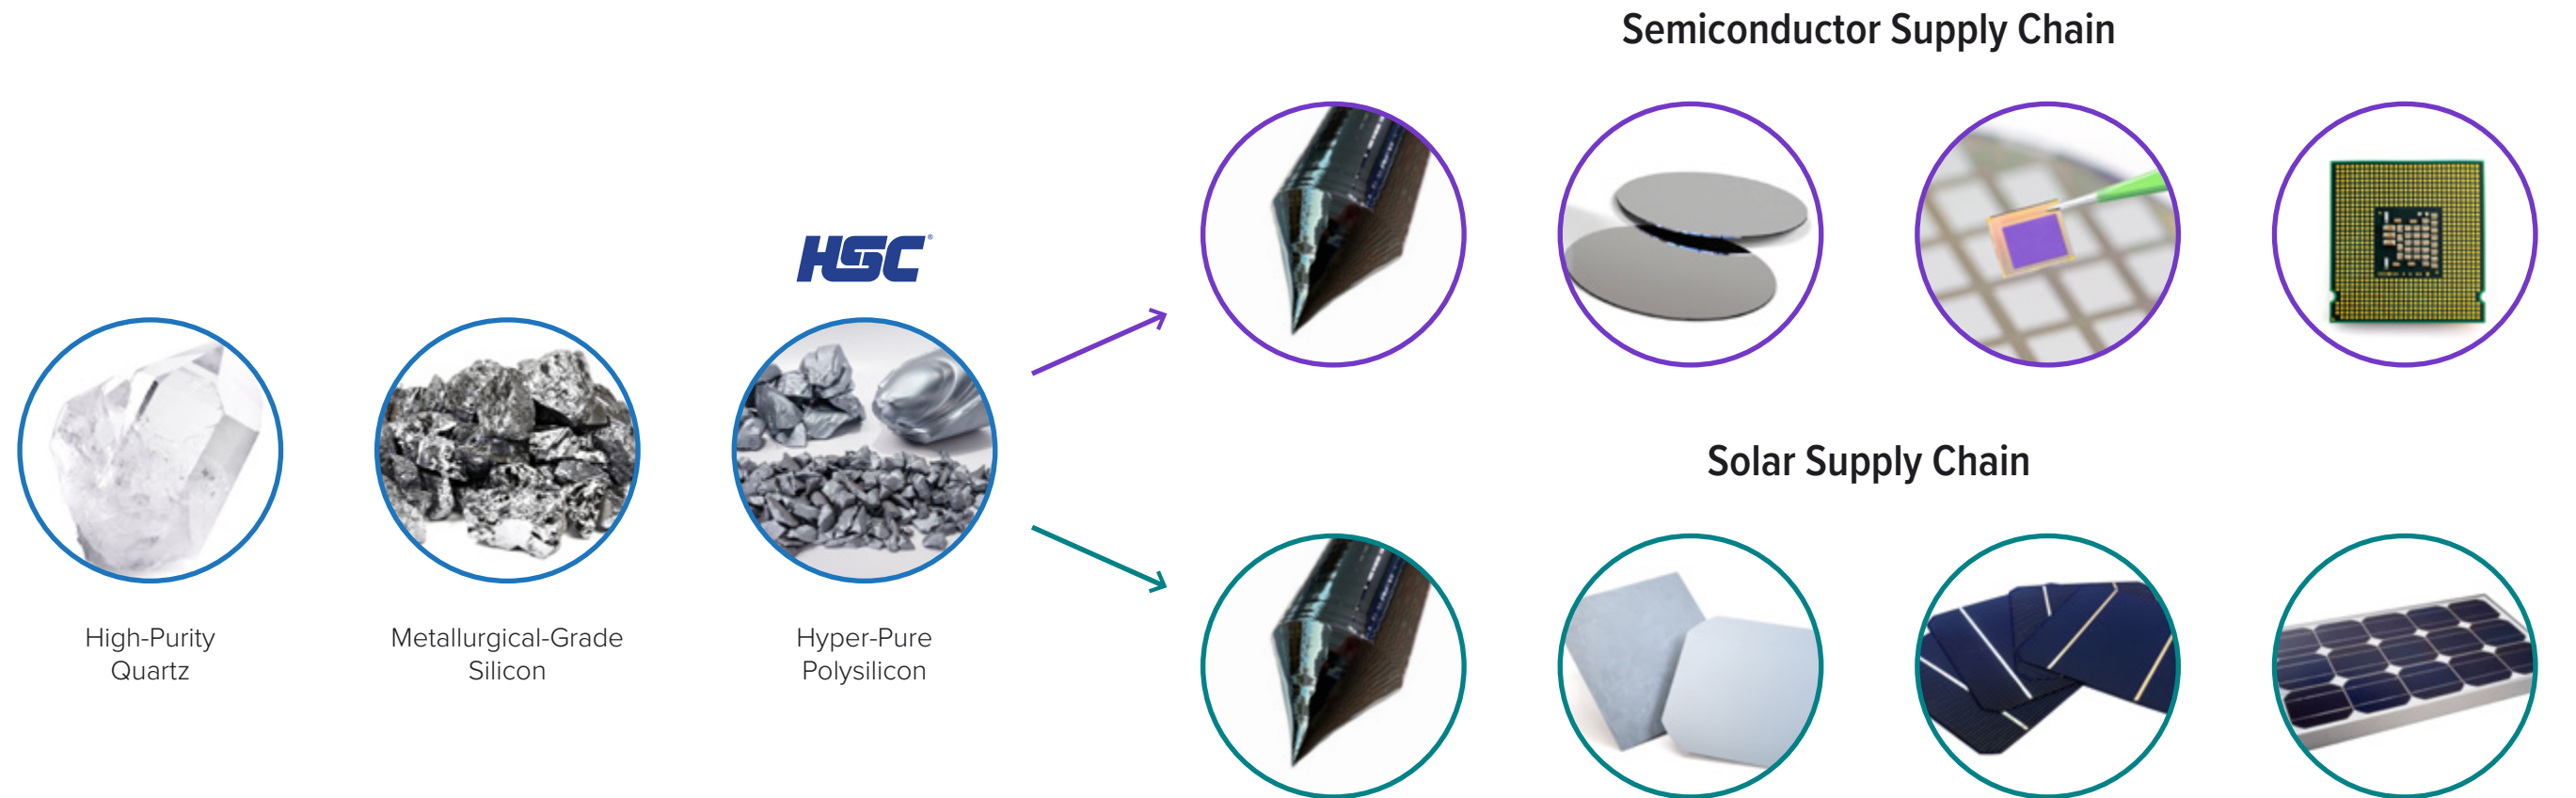 Semiconductor Supply Chain
HSC®
Solar Supply Chain
High-Purity
Quartz
Metallurgical-Grade
Silicon
Hyper-Pure
Polysilicon